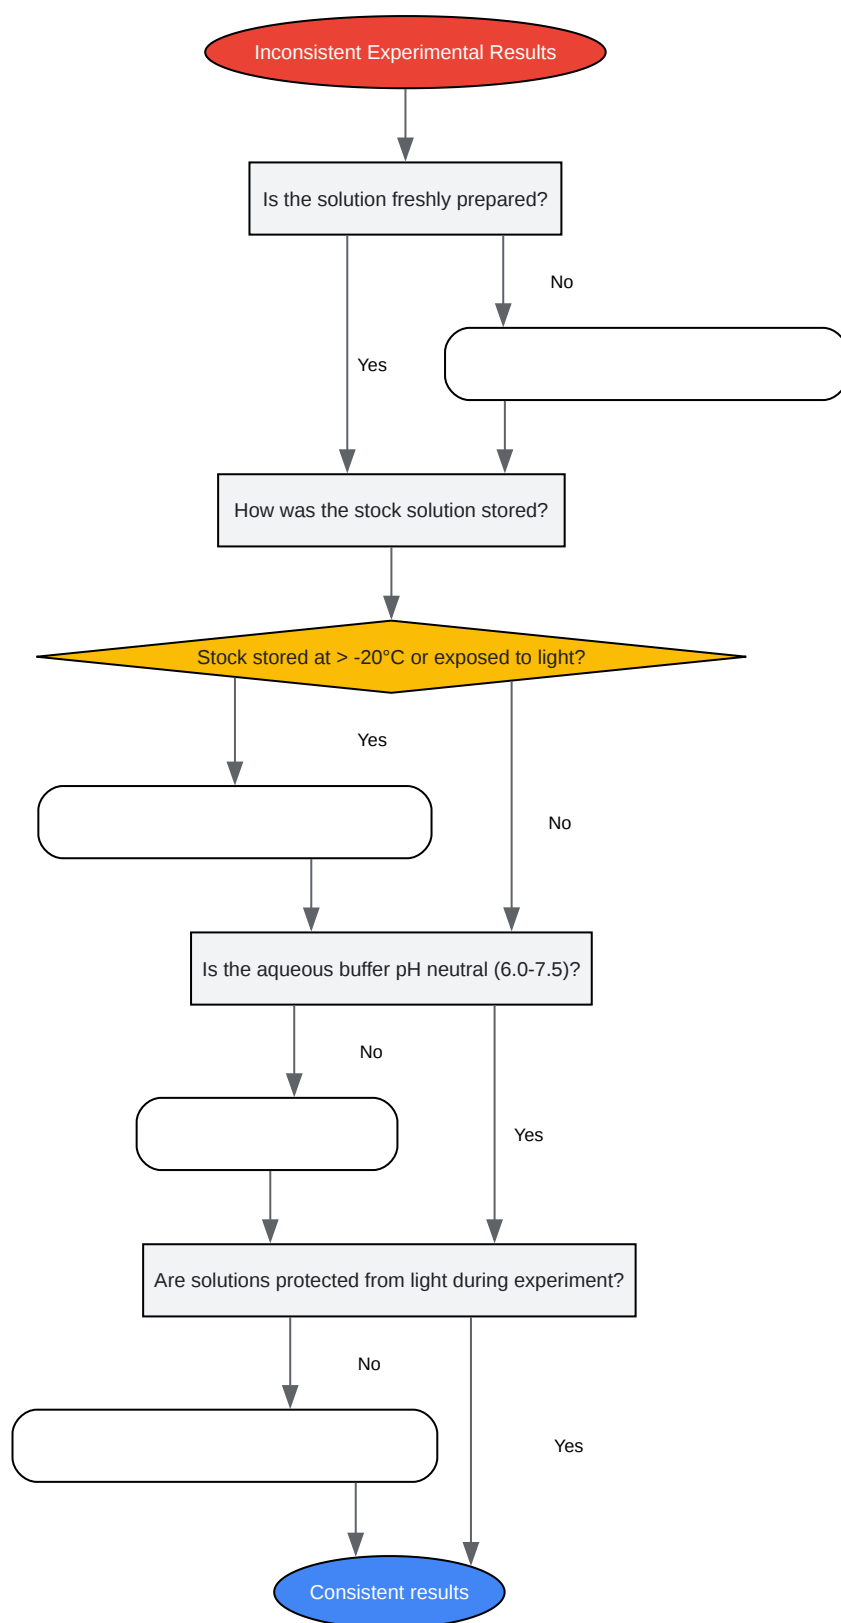 Inconsistent Experimental Results
Is the solution freshly prepared?
No
Yes
How was the stock solution stored?
Stock stored at > -20°C or exposed to light?
Yes
No
Is the aqueous buffer pH neutral (6.0-7.5)?
No
Yes
Are solutions protected from light during experiment?
No
Yes
Consistent results